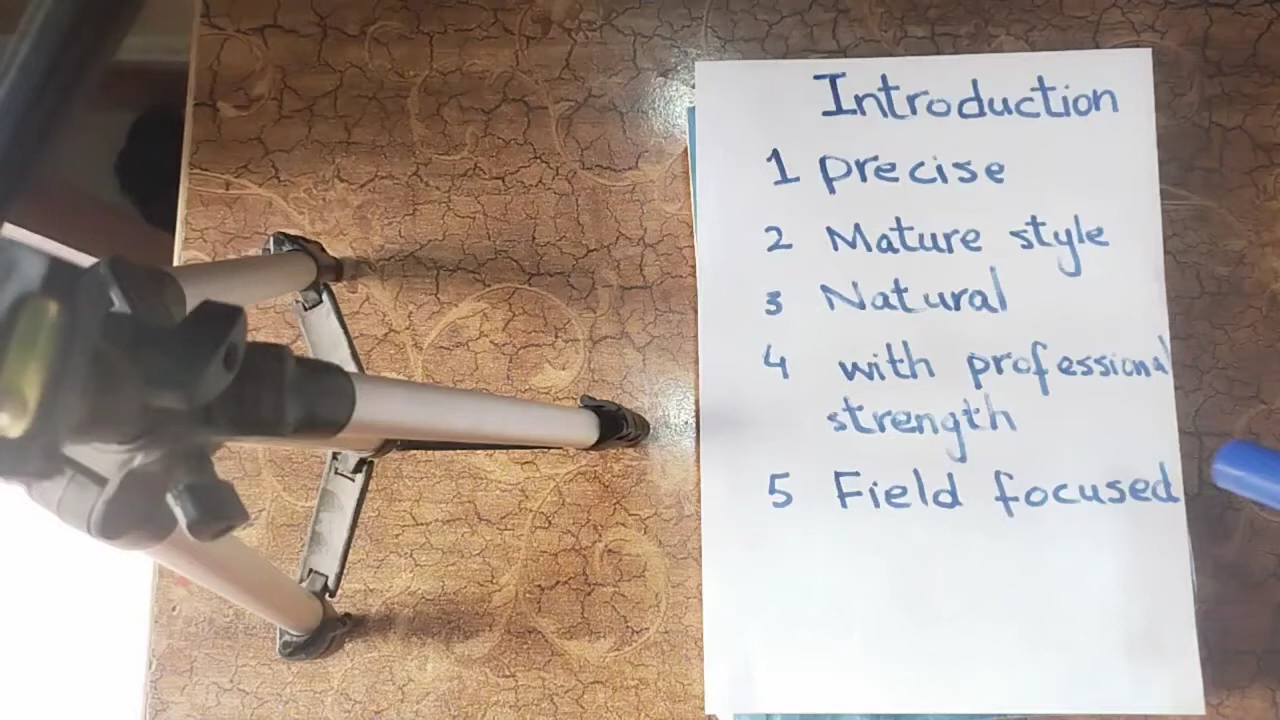 Introduction
1 precise
2 Mature style
3 Natural
4 with professional
strength
5 Field focused